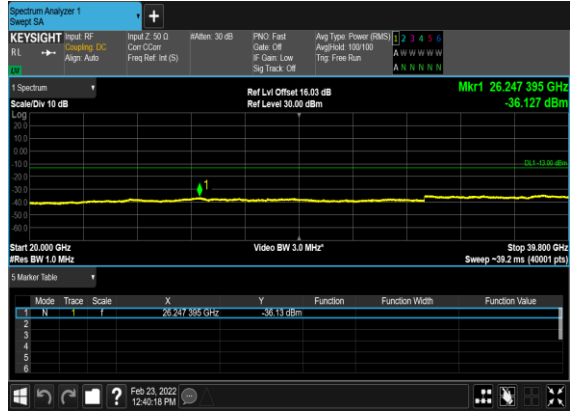 Spectrum Analyzer 1
Swept SA
+
KEYSIGHT Input: RF Input Z: 50 Ω #Atten: 30 dB PNO: Fast Avg Type: Power (RMS) 1 2 3 4 5 6
RL Coupling: DC Corr CCorr Gate: Off Avg|Hold: 100/100 A W W W W W
Align: Auto Freq Ref: Int (S) IF Gain: Low Trig: Free Run
Sig Track: Off A N N N N N
1 Spectrum Ref Lvl Offset 16.03 dB Mkr1 26.247 395 GHz
Scale/Div 10 dB Ref Level 30.00 dBm -36.127 dBm
Log
20.0
10.0
0.00
-10.0
DL1 -13.00 dBm
-20.0
1
-30.0
-40.0
-50.0
-60.0
Start 20.000 GHz Video BW 3.0 MHz* Stop 39.800 GHz
#Res BW 1.0 MHz Sweep ~39.2 ms (40001 pts)
5 Marker Table
Mode Trace Scale X Y Function Function Width Function Value
1 N 1 f 26.247 395 GHz -36.13 dBm
2
3
4
5
6
? Feb 23, 2022
12:40:18 PM